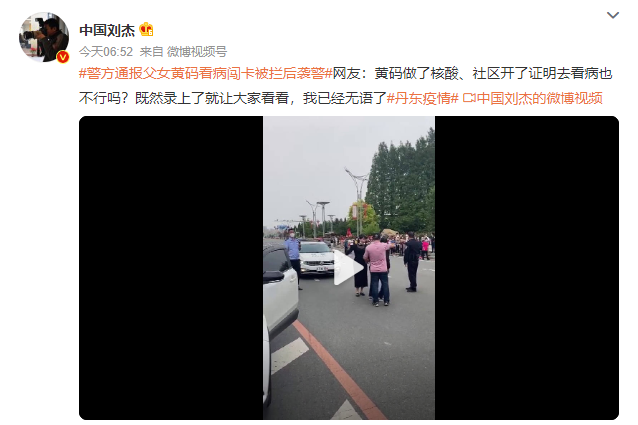 中国刘杰
今天06:52 来自 微博视频号
#警方通报父女黄码看病闯卡被拦后袭警#网友：黄码做了核酸、社区开了证明去看病也
不行吗？既然录上了就让大家看看，我已经无语了#丹东疫情# 中国刘杰的微博视频